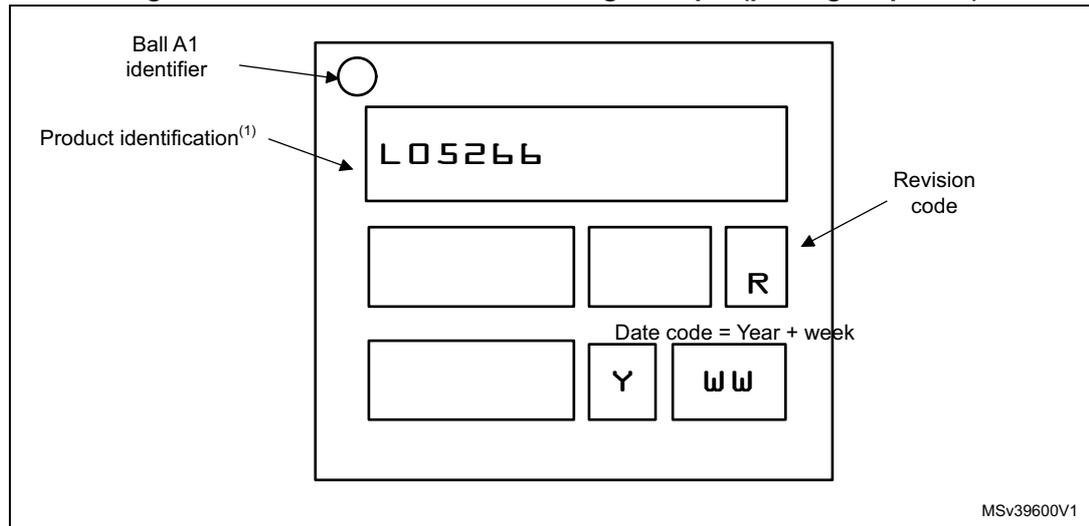 Ball A1
identifier
Product identification(1)
L05266
Revision
code
R
Date code = Year + week
Y WW
MSv39600V1